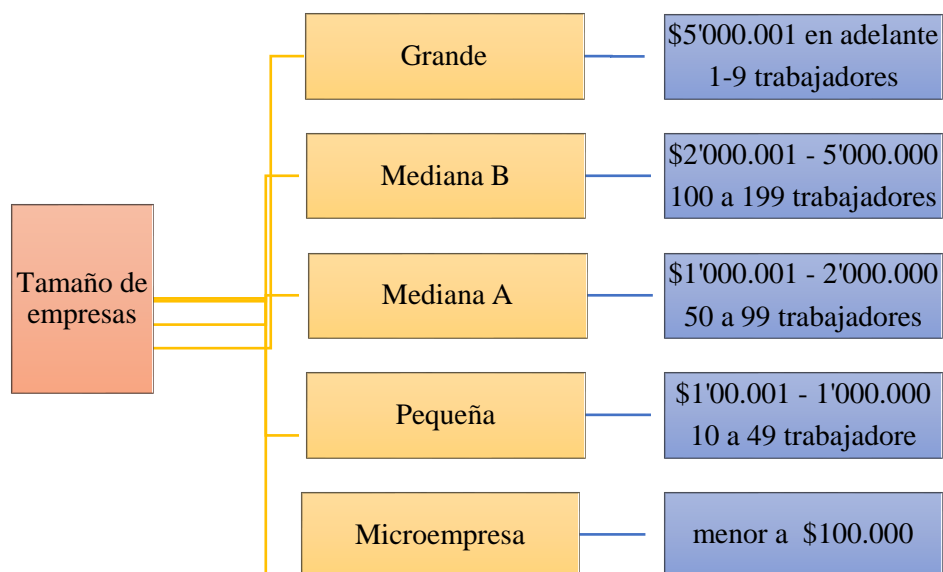 Tamaño de
empresas
Grande
$5'000.001 en adelante
1-9 trabajadores
Mediana B
$2'000.001 - 5'000.000
100 a 199 trabajadores
Mediana A
$1'000.001 - 2'000.000
50 a 99 trabajadores
Pequeña
$1'00.001 - 1'000.000
10 a 49 trabajadore
Microempresa
menor a $100.000